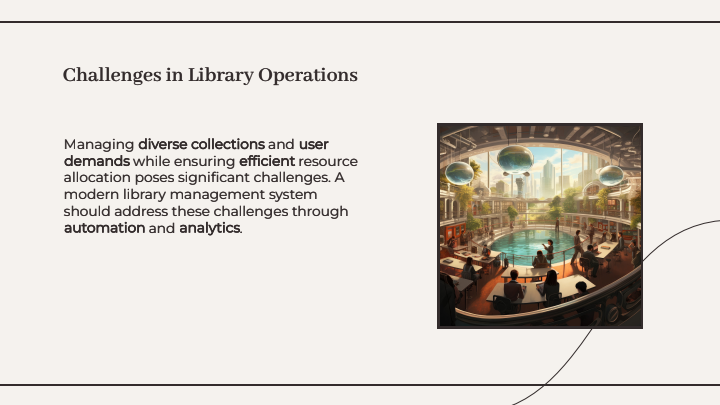 Challenges in Library Operations
Managing diverse collections and user
demands while ensuring efficient resource
allocation poses significant challenges. A
modern library management system
should address these challenges through
automation and analytics.